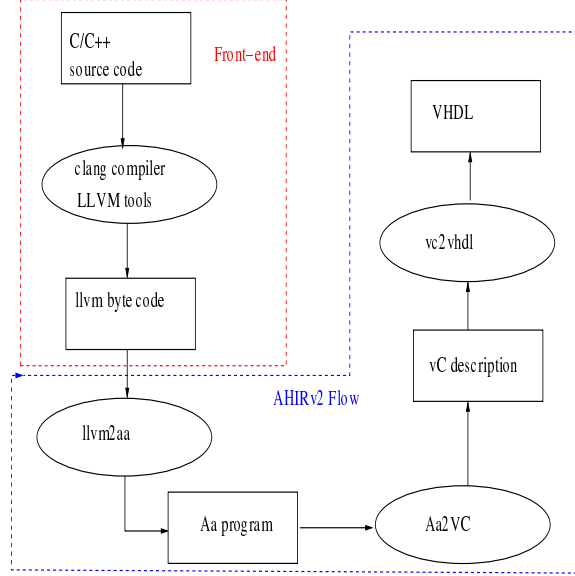 C/C++
source code
Front-end
clang compiler
LLVM tools
llvm byte code
AHIRv2 Flow
llvm2aa
Aa program
Aa2VC
vC description
vc2vhdl
VHDL